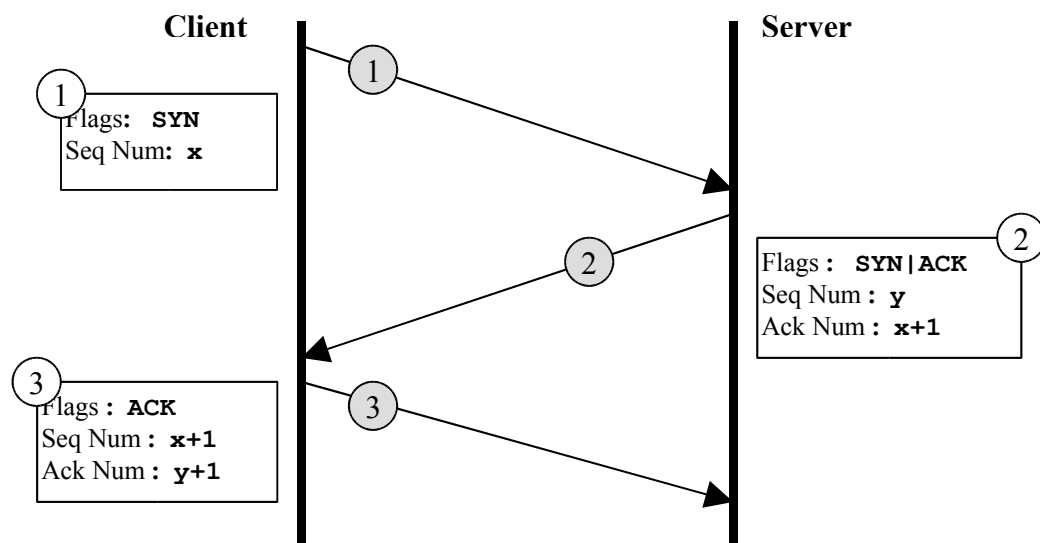 Client
Server
1
1
Flags: SYN
Seq Num: x
2
2
Flags : SYN|ACK
Seq Num : y
Ack Num : x+1
3
3
Flags : ACK
Seq Num : x+1
Ack Num : y+1